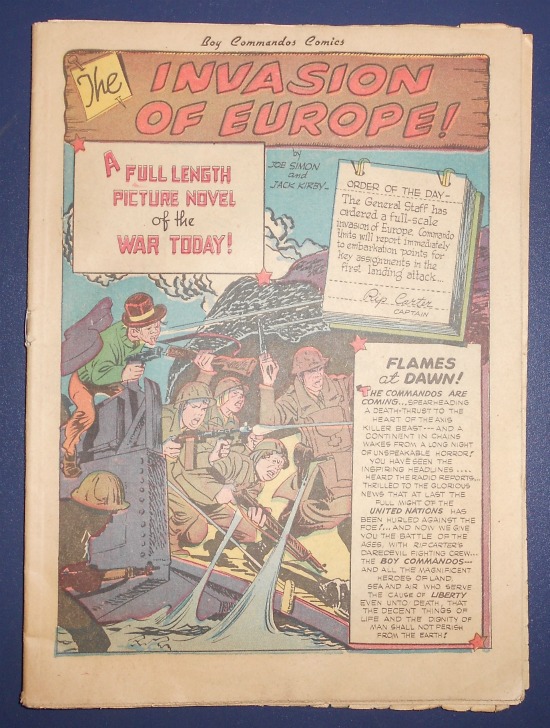 Boy Commandos Comics
The
INVASION
OF EUROPE!
by
JOE SIMON
and
JACK KIRBY—
A
FULL LENGTH
PICTURE NOVEL
of the
WAR TODAY!
ORDER OF THE DAY—
The General Staff has
ordered a full-scale
invasion of Europe. Commando
units will report immediately
to embarkation points for
key assignments in the
first landing attack...
Rip Carter
CAPTAIN
FLAMES
at DAWN!
THE COMMANDOS ARE
COMING...SPEARHEADING
A DEATH-THRUST TO THE
HEART OF THE AXIS
KILLER BEAST---AND A
CONTINENT IN CHAINS
WAKES FROM A LONG NIGHT
OF UNSPEAKABLE HORROR!
YOU HAVE SEEN THE
INSPIRING HEADLINES....
HEARD THE RADIO REPORTS...
THRILLED TO THE GLORIOUS
NEWS THAT AT LAST THE
FULL MIGHT OF THE
UNITED NATIONS HAS
BEEN HURLED AGAINST THE
FOE!...AND NOW WE GIVE
YOU THE BATTLE OF THE
AGES, WITH RIP CARTER'S
DAREDEVIL FIGHTING CREW---
THE BOY COMMANDOS---
AND ALL THE MAGNIFICENT
HEROES OF LAND,
SEA AND AIR WHO SERVE
THE CAUSE OF LIBERTY
EVEN UNTO DEATH, THAT
THE DECENT THINGS OF
LIFE AND THE DIGNITY OF
MAN SHALL NOT PERISH
FROM THE EARTH!